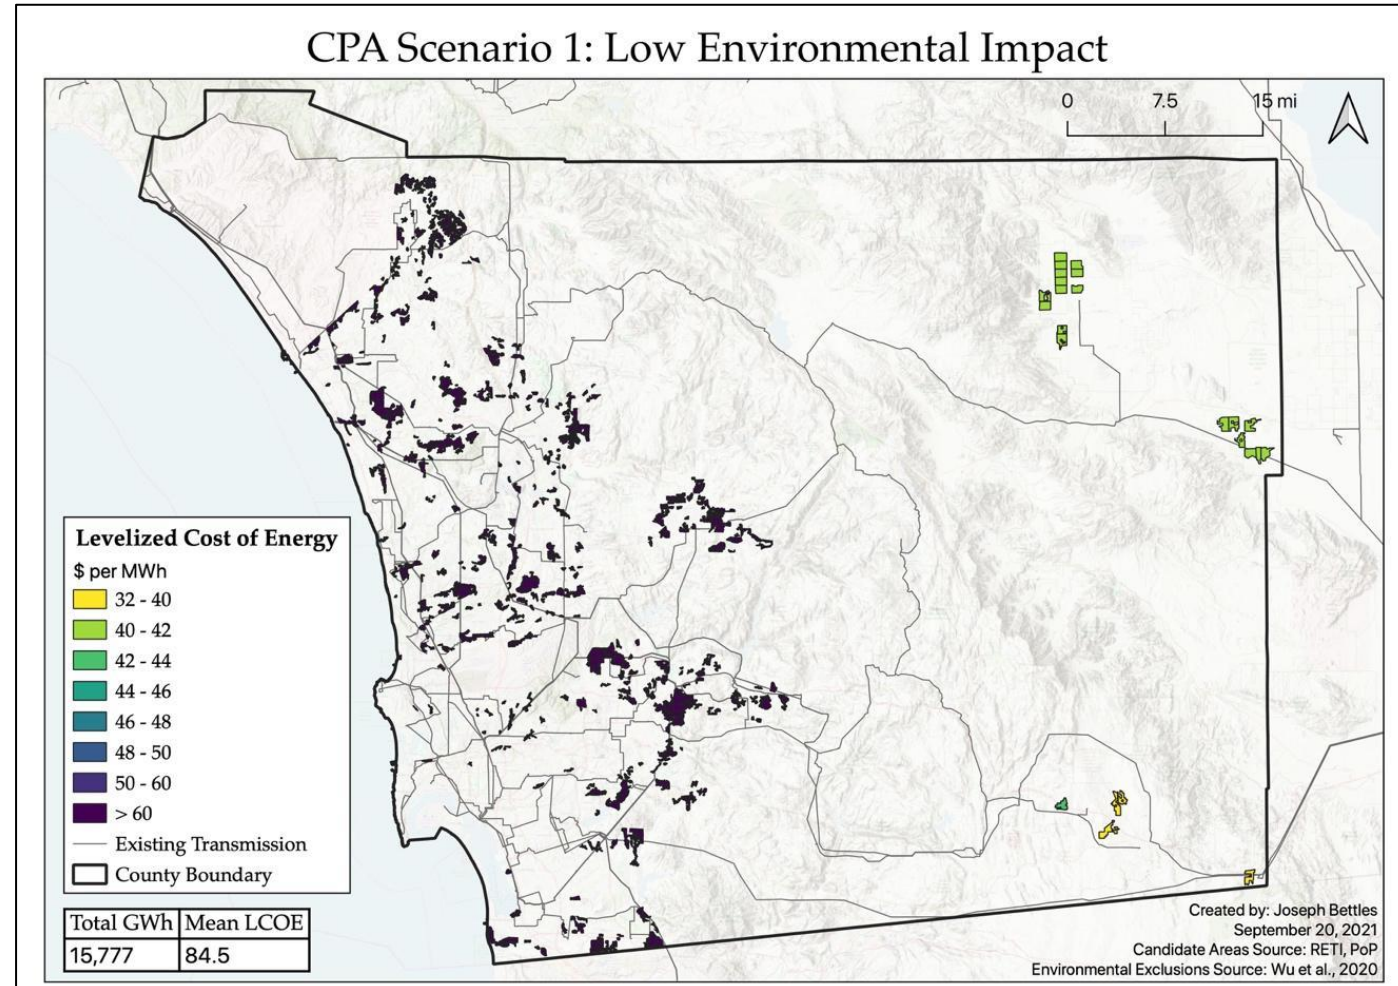 CPA Scenario 1: Low Environmental Impact
0 7.5 15 mi
Levelized Cost of Energy
$ per MWh
32 - 40
40 - 42
42 - 44
44 - 46
46 - 48
48 - 50
50 - 60
> 60
Existing Transmission
County Boundary
Total GWh Mean LCOE
15,777 84.5
Created by: Joseph Bettles
September 20, 2021
Candidate Areas Source: RETI, PoP
Environmental Exclusions Source: Wu et al., 2020